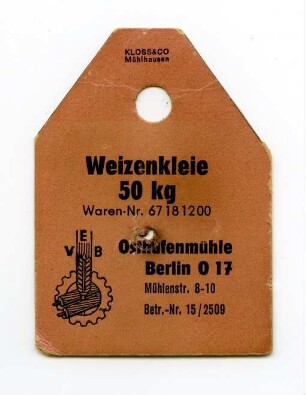 KLOSS&CO
Mühlhausen
Weizenkleie
50 kg
Waren-Nr. 67181200
VEB
Osthafenmühle
Berlin O 17
Mühlenstr. 8-10
Betr.-Nr. 15/2509